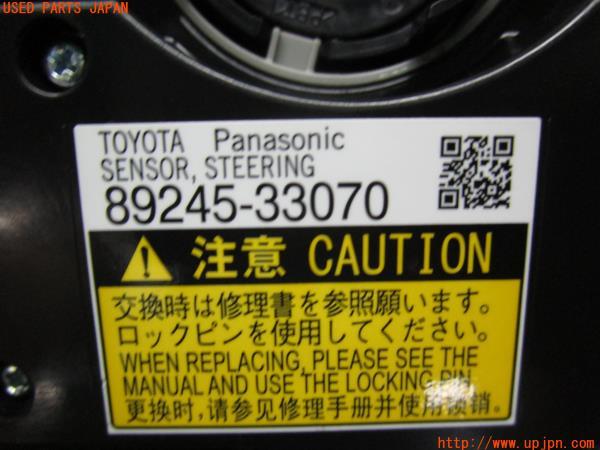 USED PARTS JAPAN
TOYOTA Panasonic
SENSOR, STEERING
89245-33070
注意 CAUTION
交換時は修理書を参照願います。
ロックピンを使用してください。
WHEN REPLACING, PLEASE SEE THE
MANUAL AND USE THE LOCKING PIN.
更换时,请参见修理手册并使用锁销.
http://www.upjpn.com/